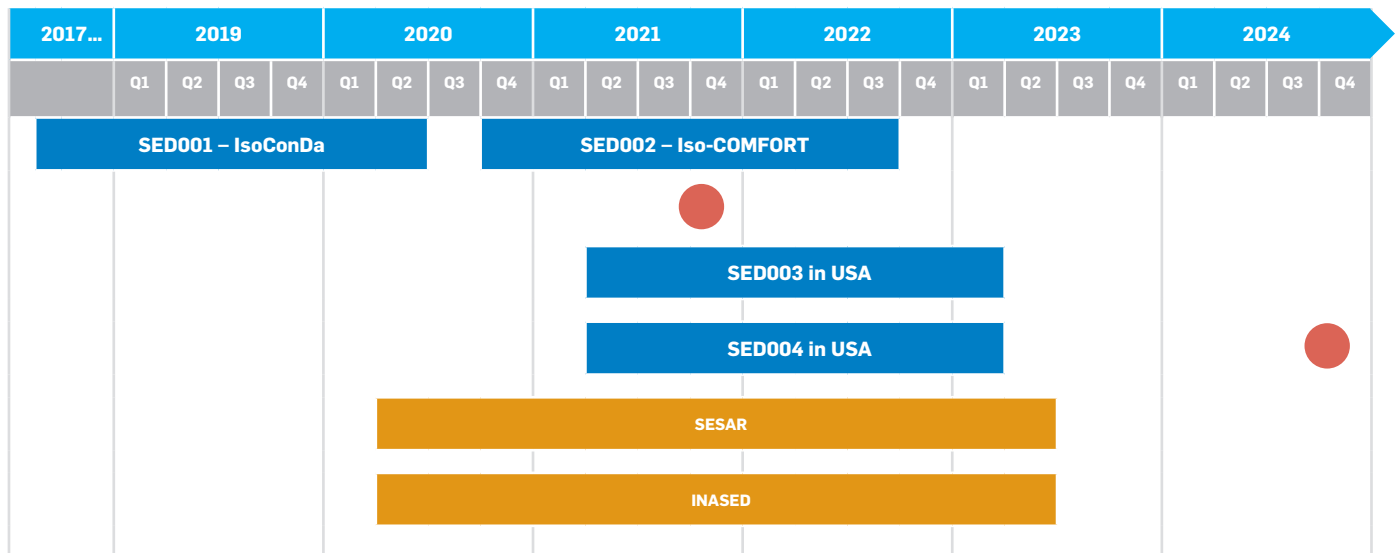 2017... 2019 2020 2021 2022 2023 2024
Q1 Q2 Q3 Q4 Q1 Q2 Q3 Q4 Q1 Q2 Q3 Q4 Q1 Q2 Q3 Q4 Q1 Q2 Q3 Q4 Q1 Q2 Q3 Q4
SED001 – IsoConDa SED002 – Iso-COMFORT
SED003 in USA
SED004 in USA
SESAR
INASED